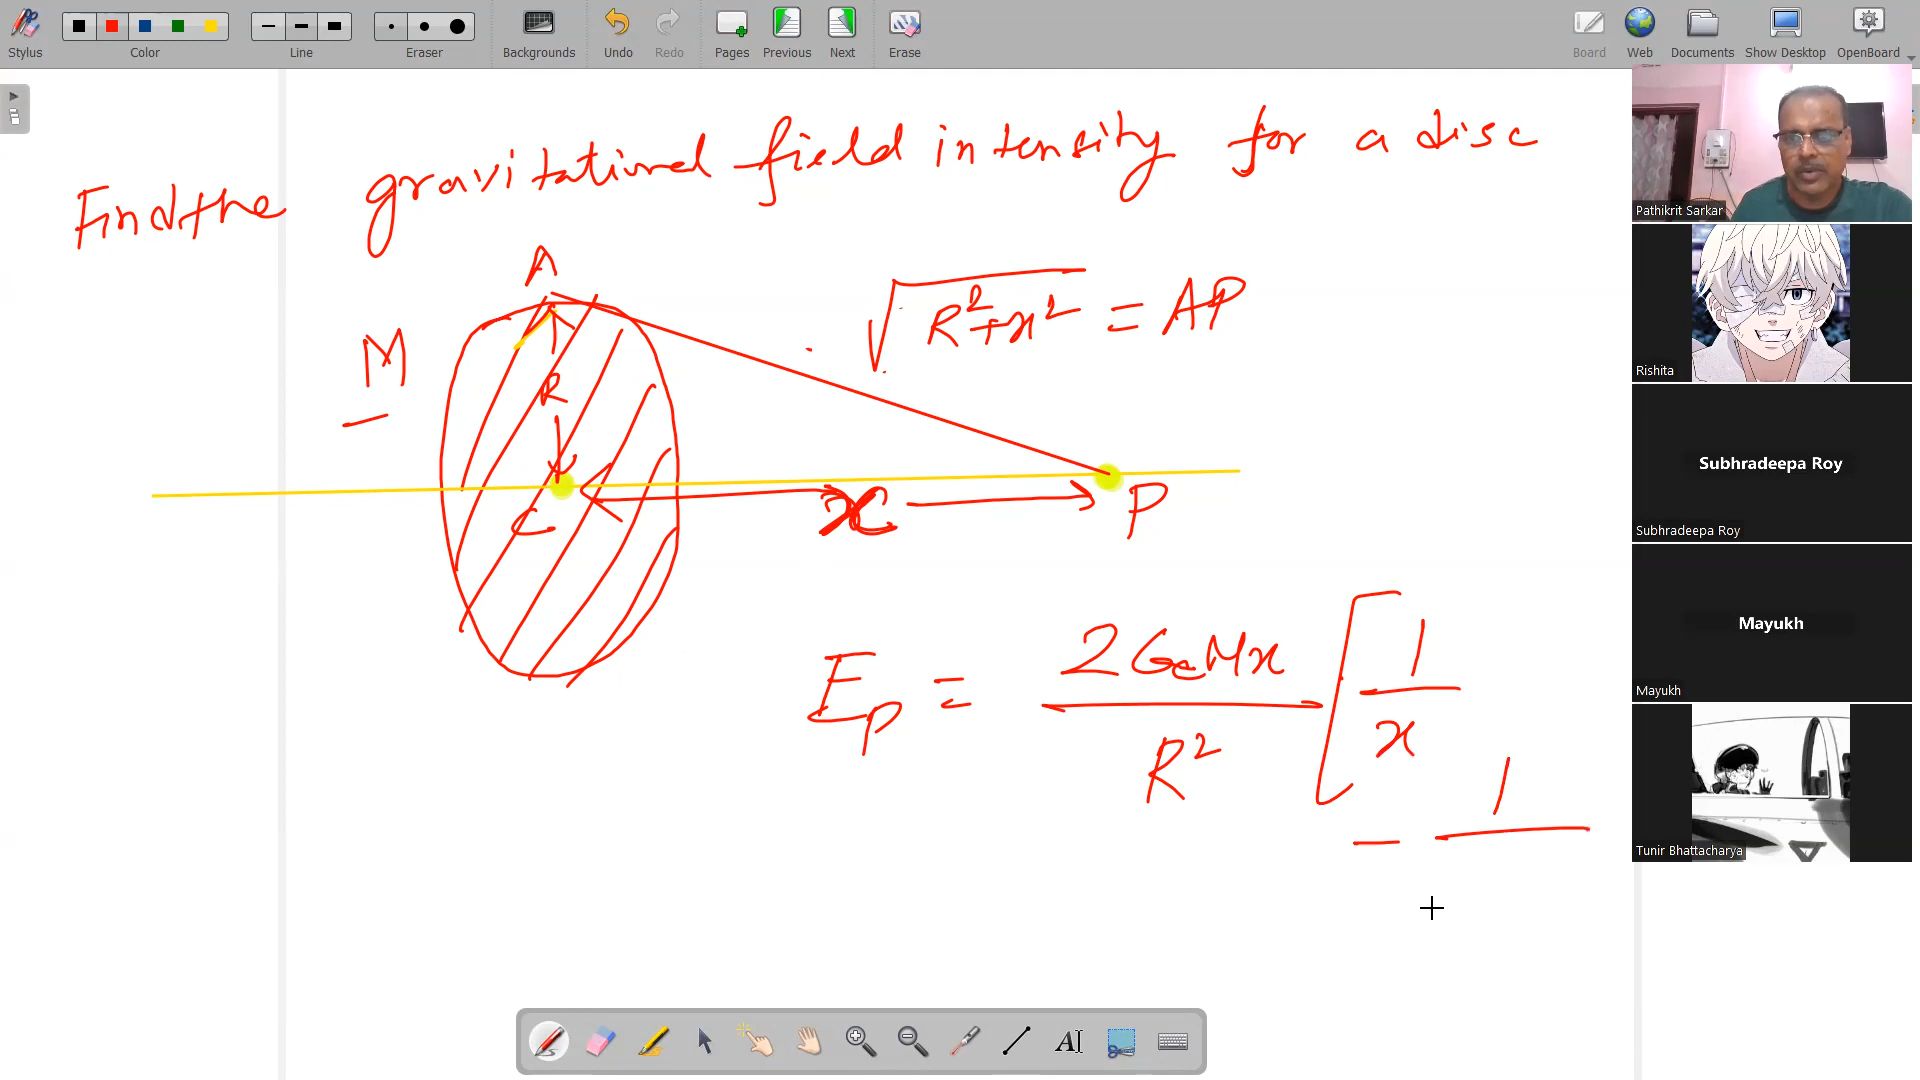 Stylus
Color
Line
Eraser
Backgrounds
Undo
Redo
Pages
Previous
Next
Erase
Board
Web
Documents
Show Desktop
OpenBoard
Find the gravitational field intensity for a disc
A
M
R
√R²+x² = AP
C
x
P
E_P = 2GMx / R² [ 1/x
− 1
Pathikrit Sarkar
Rishita
Subhradeepa Roy
Subhradeepa Roy
Mayukh
Mayukh
Tunir Bhattacharya